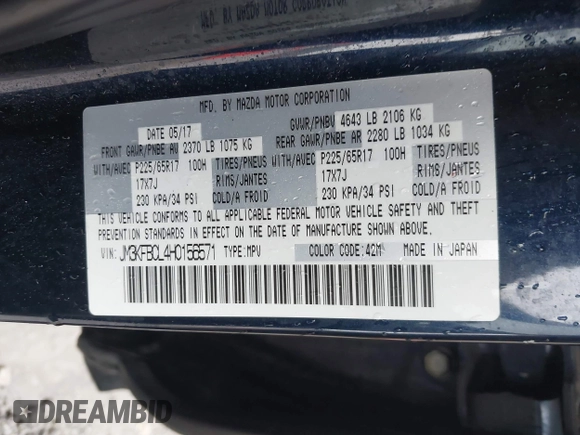 MFD. BY MAZDA MOTOR CORPORATION
DATE 05/17 GVWR/PNBV 4643 LB 2106 KG
FRONT GAWR/PNBE AV 2370 LB 1075 KG REAR GAWR/PNBE AR 2280 LB 1034 KG
WITH/AVEC P225/65R17 100H TIRES/PNEUS WITH/AVEC P225/65R17 100H TIRES/PNEUS
17X7J RIMS/JANTES 17X7J RIMS/JANTES
230 KPA/34 PSI COLD/A FROID 230 KPA/34 PSI COLD/A FROID
THIS VEHICLE CONFORMS TO ALL APPLICABLE FEDERAL MOTOR VEHICLE SAFETY AND THEFT
PREVENTION STANDARDS IN EFFECT ON THE DATE OF MANUFACTURE SHOWN ABOVE.
VIN: JM3KFBCL4H0156571 TYPE:MPV COLOR CODE:42M MADE IN JAPAN
DREAMBID